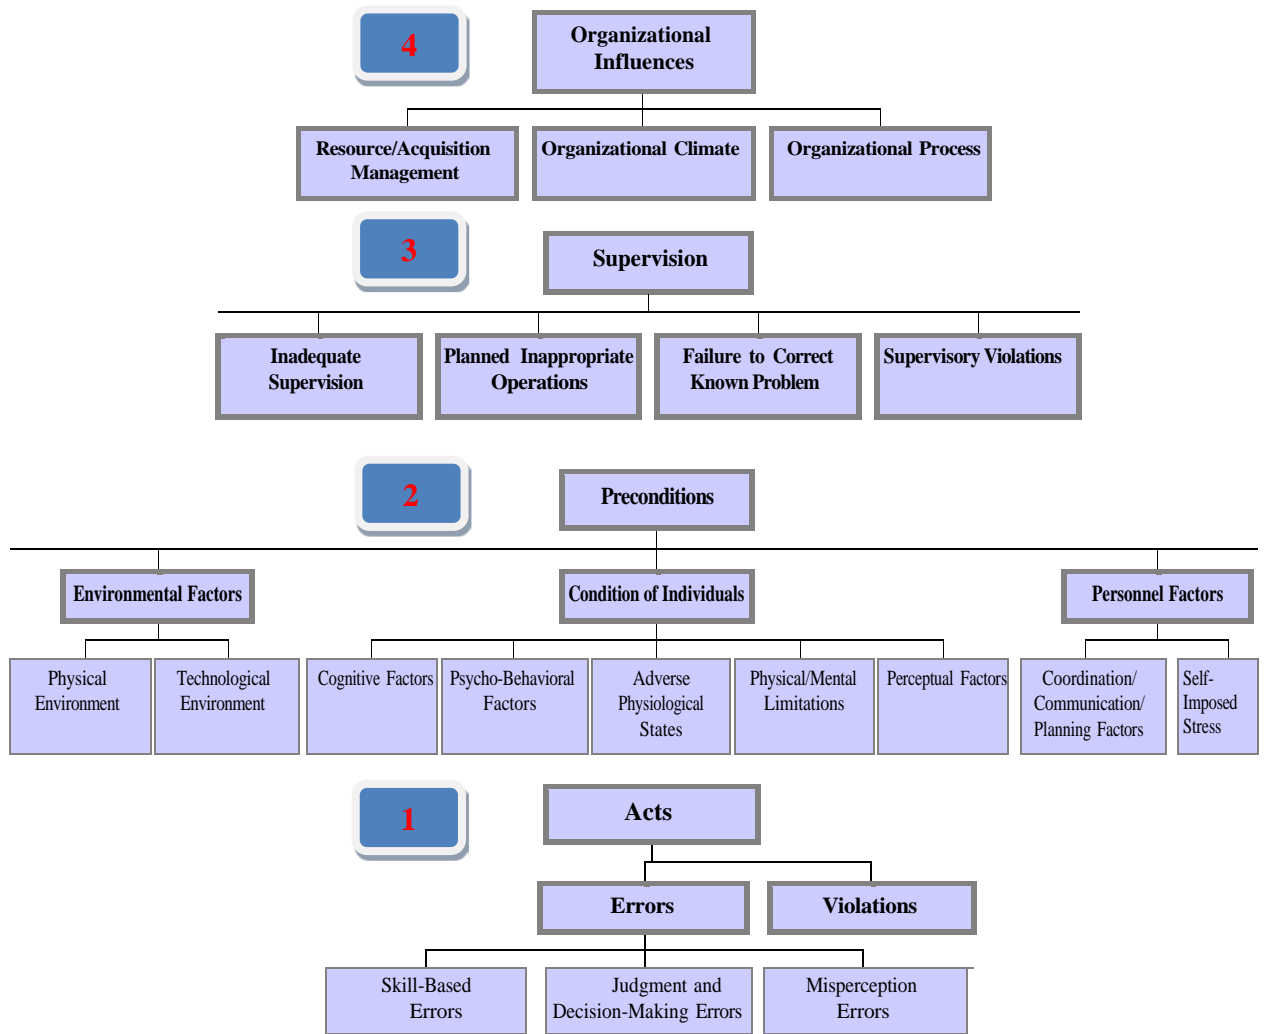 4
Organizational
Influences
Resource/Acquisition
Management
Organizational Climate
Organizational Process
3
Supervision
Inadequate
Supervision
Planned Inappropriate
Operations
Failure to Correct
Known Problem
Supervisory Violations
2
Preconditions
Environmental Factors
Condition of Individuals
Personnel Factors
Physical
Environment
Technological
Environment
Cognitive Factors
Psycho-Behavioral
Factors
Adverse
Physiological
States
Physical/Mental
Limitations
Perceptual Factors
Coordination/
Communication/
Planning Factors
Self-
Imposed
Stress
1
Acts
Errors
Violations
Skill-Based
Errors
Judgment and
Decision-Making Errors
Misperception
Errors